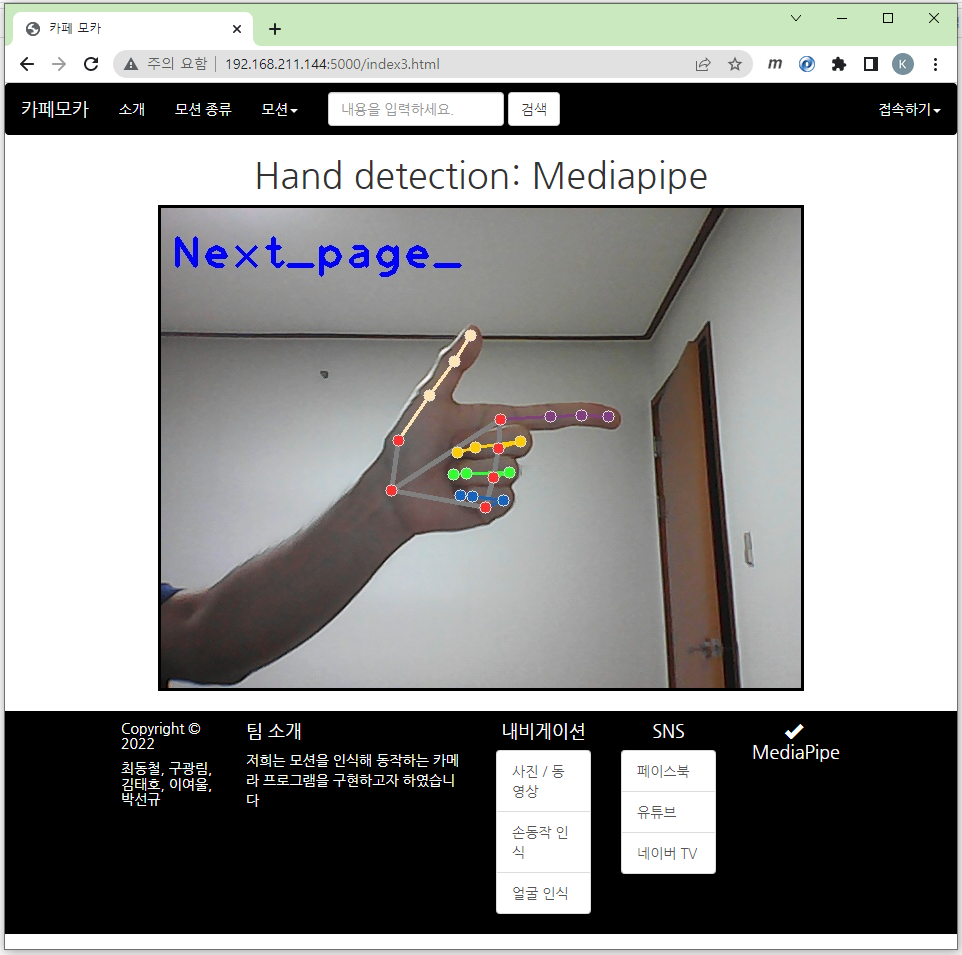 카페 모카
주의 요함 | 192.168.211.144:5000/index3.html
m
K
카페모카 소개 모션 종류 모션 내용을 입력하세요. 검색 접속하기
Hand detection: Mediapipe
Next_page_
Copyright ©
2022
최동철, 구광림,
김태호, 이여울,
박선규
팀 소개
저희는 모션을 인식해 동작하는 카메
라 프로그램을 구현하고자 하였습니
다
내비게이션
사진 / 동
영상
손동작 인
식
얼굴 인식
SNS
페이스북
유튜브
네이버 TV
MediaPipe